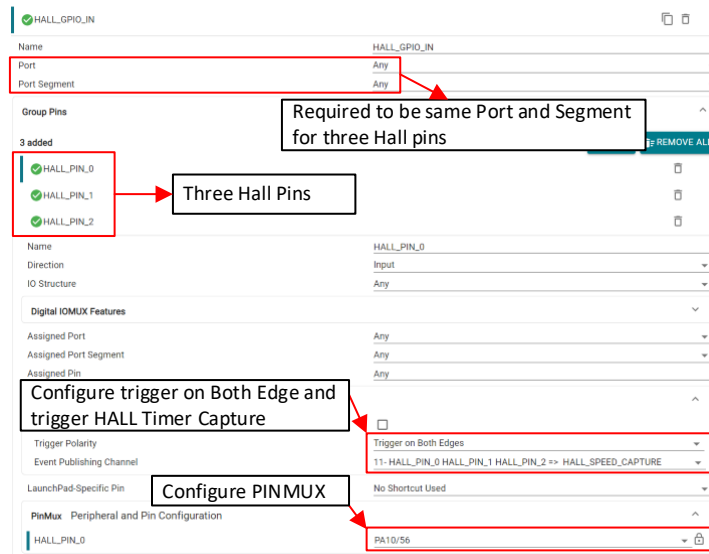 HALL_GPIO_IN
Name HALL_GPIO_IN
Port Any
Port Segment Any
Group Pins
Required to be same Port and Segment
for three Hall pins
3 added REMOVE ALL
HALL_PIN_0
HALL_PIN_1
Three Hall Pins
HALL_PIN_2
Name HALL_PIN_0
Direction Input
IO Structure Any
Digital IOMUX Features
Assigned Port Any
Assigned Port Segment Any
Assigned Pin Any
Configure trigger on Both Edge and
trigger HALL Timer Capture
Trigger Polarity Trigger on Both Edges
Event Publishing Channel 11- HALL_PIN_0 HALL_PIN_1 HALL_PIN_2 => HALL_SPEED_CAPTURE
LaunchPad-Specific Pin No Shortcut Used
Configure PINMUX
PinMux Peripheral and Pin Configuration
HALL_PIN_0 PA10/56